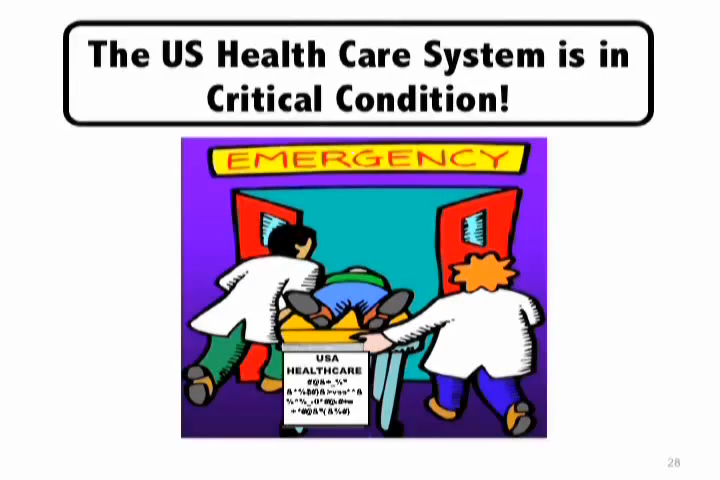 The US Health Care System is in
Critical Condition!
EMERGENCY
USA
HEALTHCARE
28